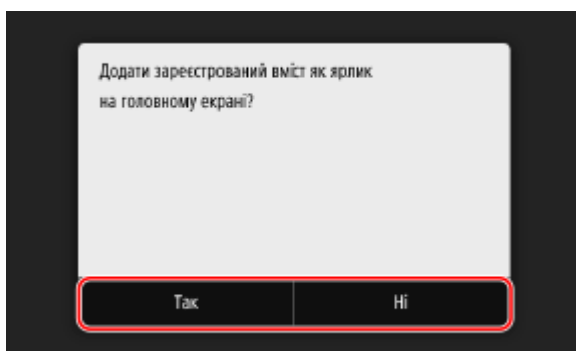 Додати зареєстрований вміст як ярлик
на головному екрані?
Так
Ні